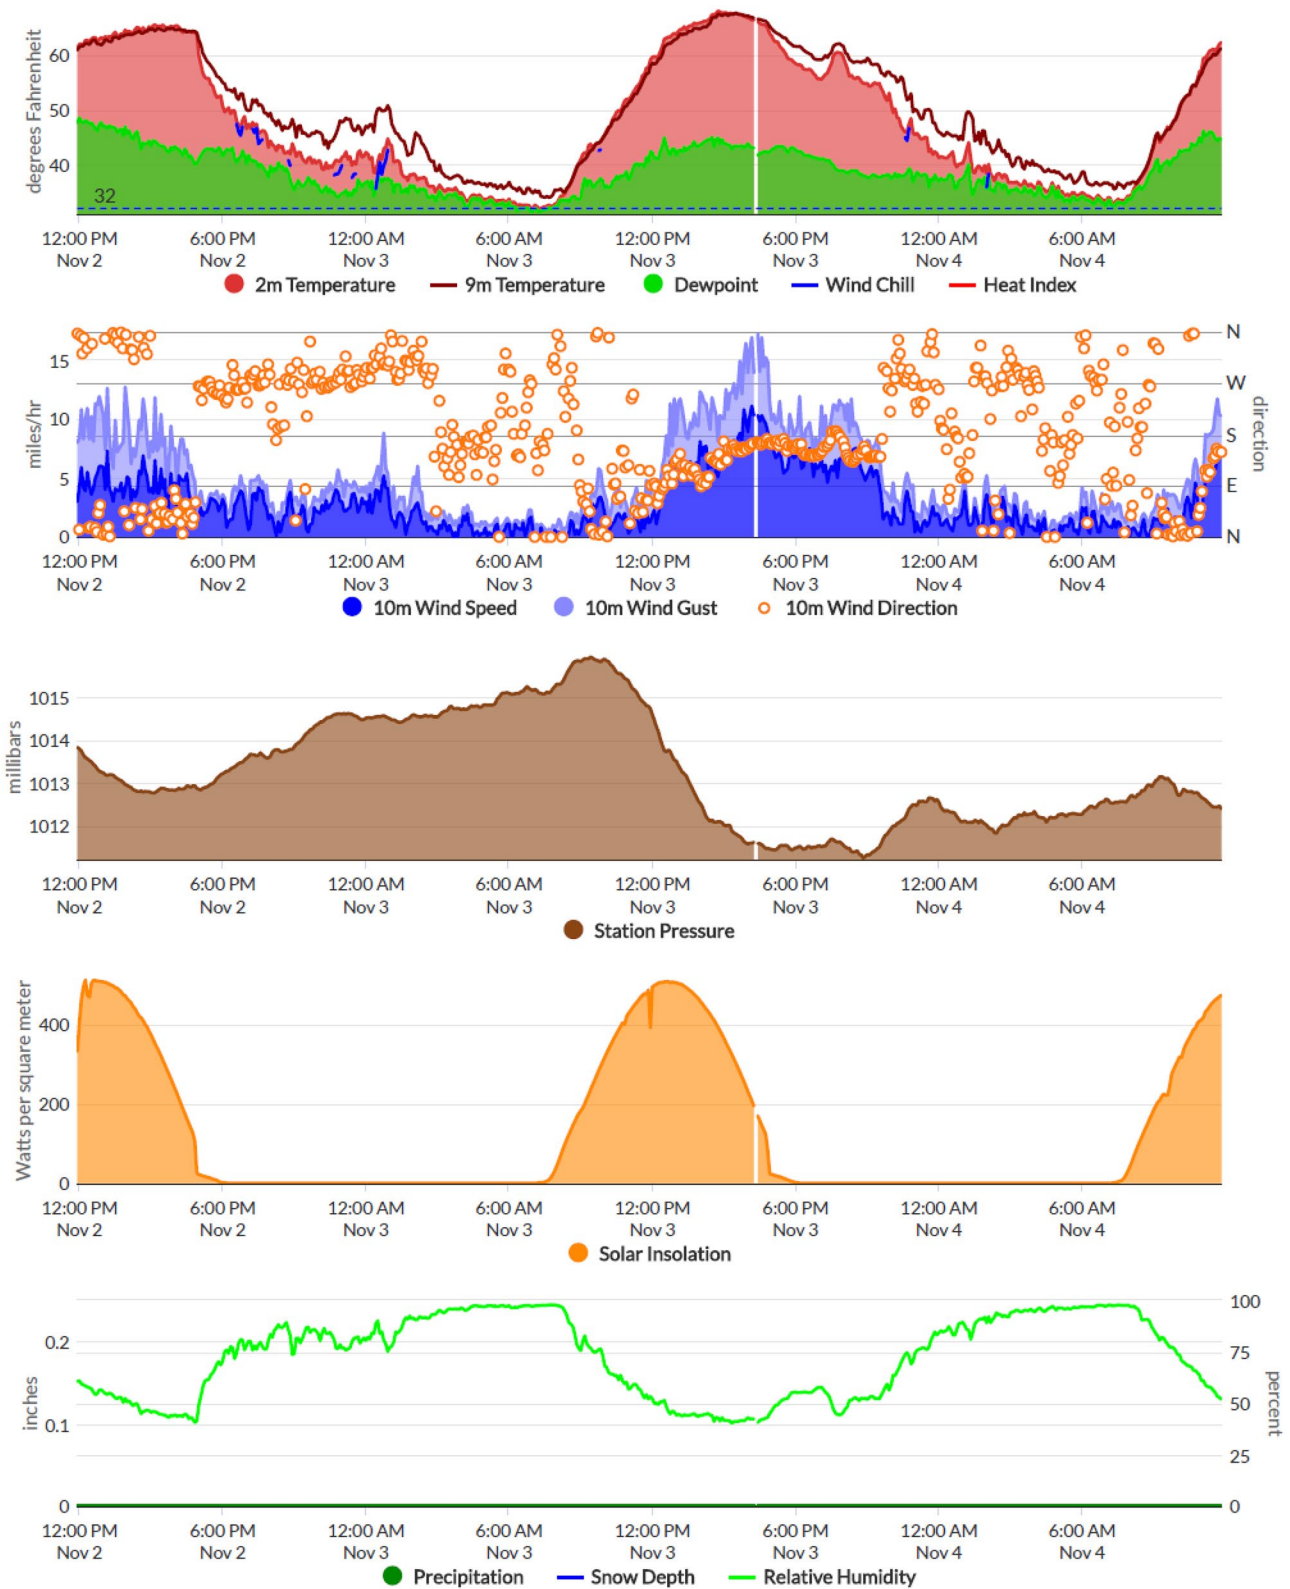 degrees Fahrenheit
60
50
40
32
12:00 PM 6:00 PM 12:00 AM 6:00 AM 12:00 PM 6:00 PM 12:00 AM 6:00 AM
Nov 2 Nov 2 Nov 3 Nov 3 Nov 3 Nov 3 Nov 4 Nov 4
2m Temperature 9m Temperature Dewpoint Wind Chill Heat Index
miles/hr
direction
N
15
W
10
S
5
E
0 N
12:00 PM 6:00 PM 12:00 AM 6:00 AM 12:00 PM 6:00 PM 12:00 AM 6:00 AM
Nov 2 Nov 2 Nov 3 Nov 3 Nov 3 Nov 3 Nov 4 Nov 4
10m Wind Speed 10m Wind Gust 10m Wind Direction
millibars
1015
1014
1013
1012
12:00 PM 6:00 PM 12:00 AM 6:00 AM 12:00 PM 6:00 PM 12:00 AM 6:00 AM
Nov 2 Nov 2 Nov 3 Nov 3 Nov 3 Nov 3 Nov 4 Nov 4
Station Pressure
Watts per square meter
400
200
0
12:00 PM 6:00 PM 12:00 AM 6:00 AM 12:00 PM 6:00 PM 12:00 AM 6:00 AM
Nov 2 Nov 2 Nov 3 Nov 3 Nov 3 Nov 3 Nov 4 Nov 4
Solar Insolation
inches
percent
100
0.2
75
50
0.1
25
0 0
12:00 PM 6:00 PM 12:00 AM 6:00 AM 12:00 PM 6:00 PM 12:00 AM 6:00 AM
Nov 2 Nov 2 Nov 3 Nov 3 Nov 3 Nov 3 Nov 4 Nov 4
Precipitation Snow Depth Relative Humidity